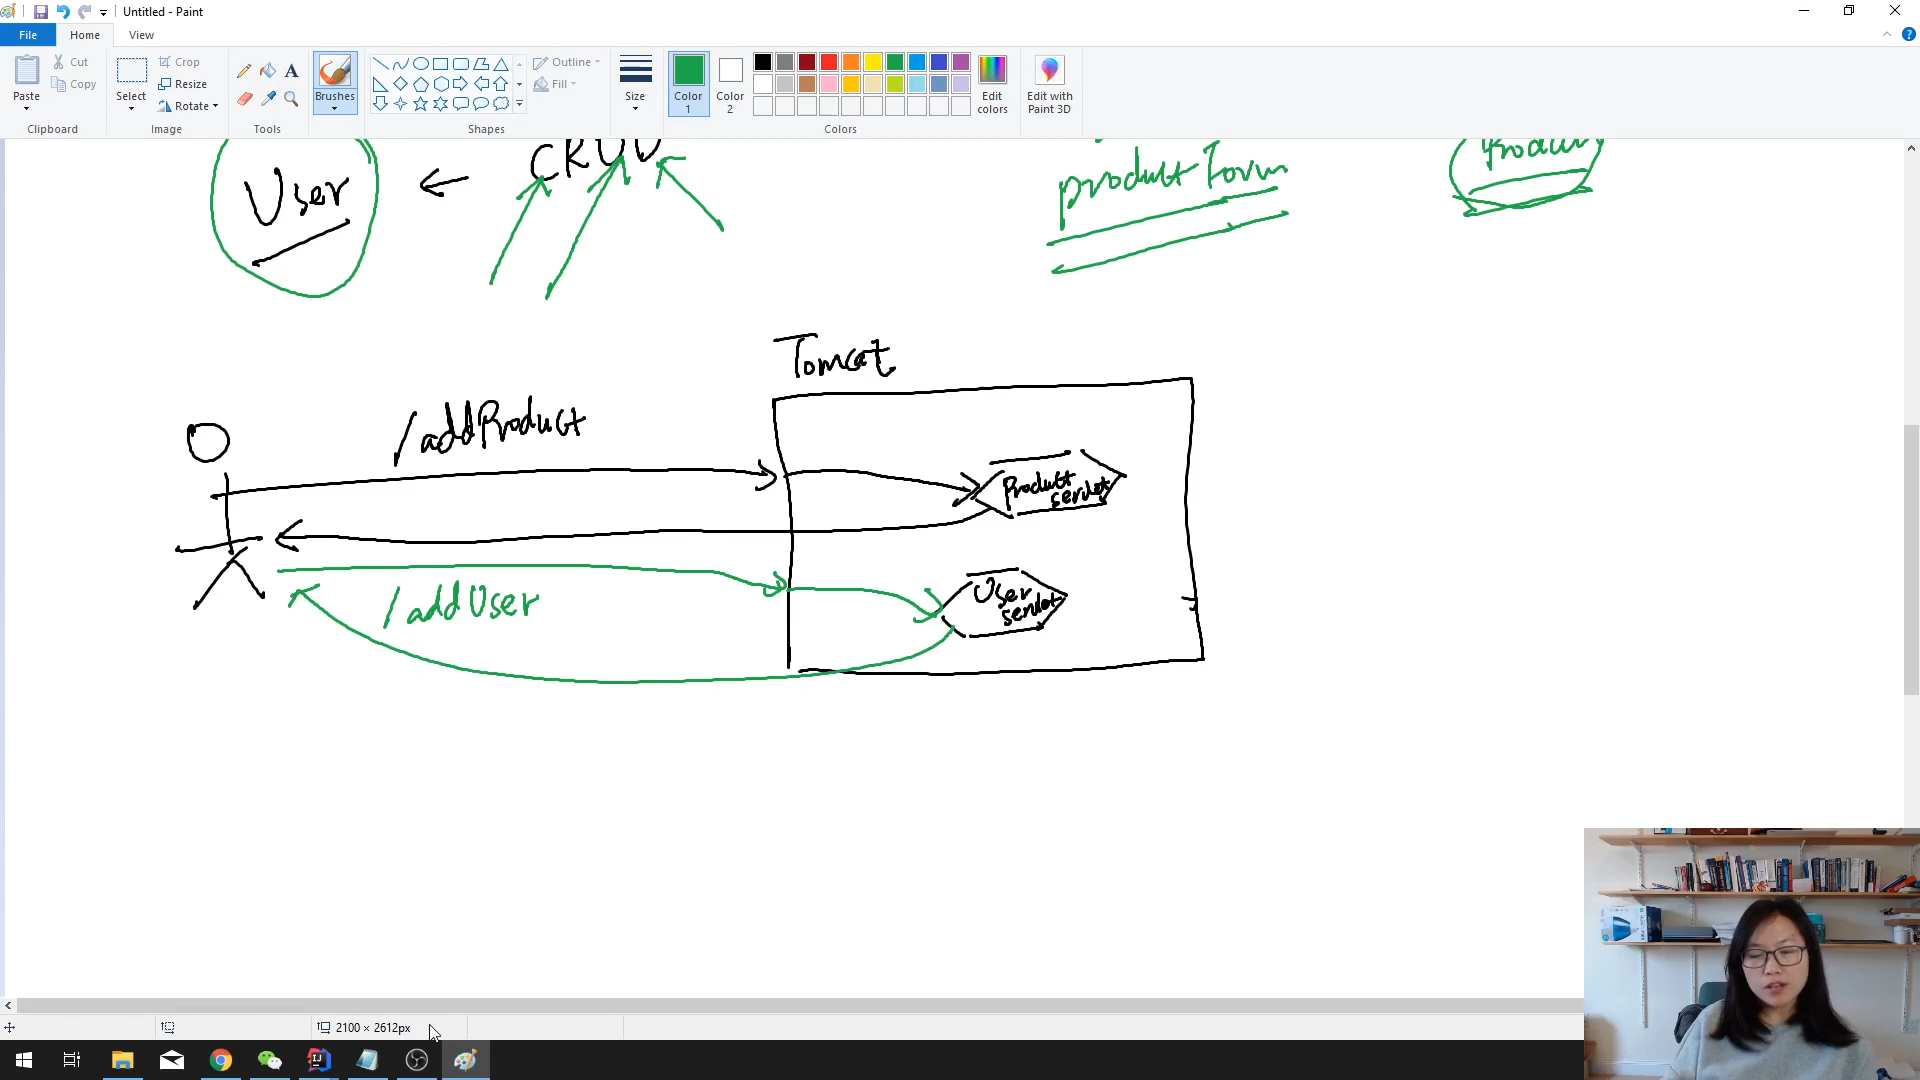 Untitled - Paint
File Home View
Paste
Cut
Copy
Clipboard
Select
Crop
Resize
Rotate
Image
Tools
Brushes
Shapes
Outline
Fill
Size
Color 1
Color 2
Colors
Edit colors
Edit with Paint 3D
User
CRUD
productForm
Product
Tomcat
/addProduct
Product
servlet
/addUser
User
servlet
2100 × 2612px